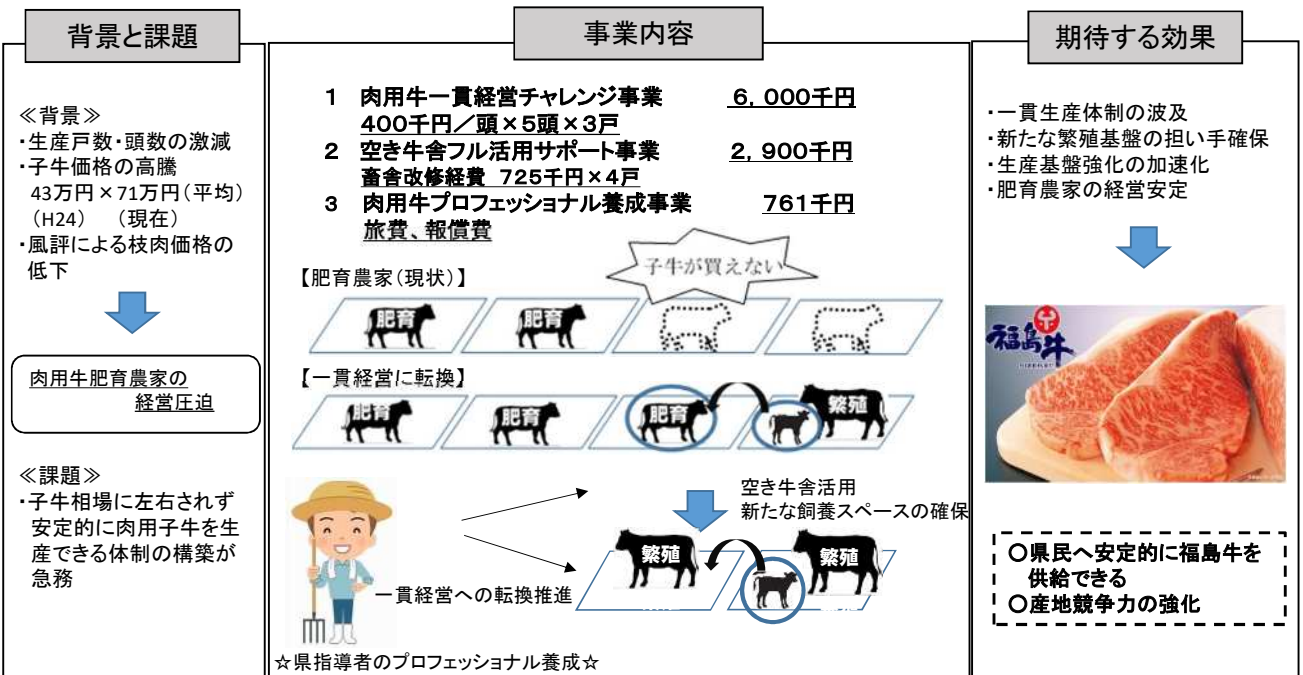 背景と課題
≪背景≫
・生産戸数・頭数の激減
・子牛価格の高騰
43万円×71万円(平均)
(H24) (現在)
・風評による枝肉価格の
低下
肉用牛肥育農家の
経営圧迫
≪課題≫
・子牛相場に左右されず
安定的に肉用子牛を生
産できる体制の構築が
急務
事業内容
1 肉用牛一貫経営チャレンジ事業 6,000千円
400千円/頭×5頭×3戸
2 空き牛舎フル活用サポート事業 2,900千円
畜舎改修経費 725千円×4戸
3 肉用牛プロフェッショナル養成事業 761千円
旅費、報償費
子牛が買えない
【肥育農家(現状)】
肥育 肥育
【一貫経営に転換】
肥育 肥育 肥育 繁殖
空き牛舎活用
新たな飼養スペースの確保
繁殖 繁殖
一貫経営への転換推進
☆県指導者のプロフェッショナル養成☆
期待する効果
・一貫生産体制の波及
・新たな繁殖基盤の担い手確保
・生産基盤強化の加速化
・肥育農家の経営安定
福島牛
○県民へ安定的に福島牛を
供給できる
○産地競争力の強化